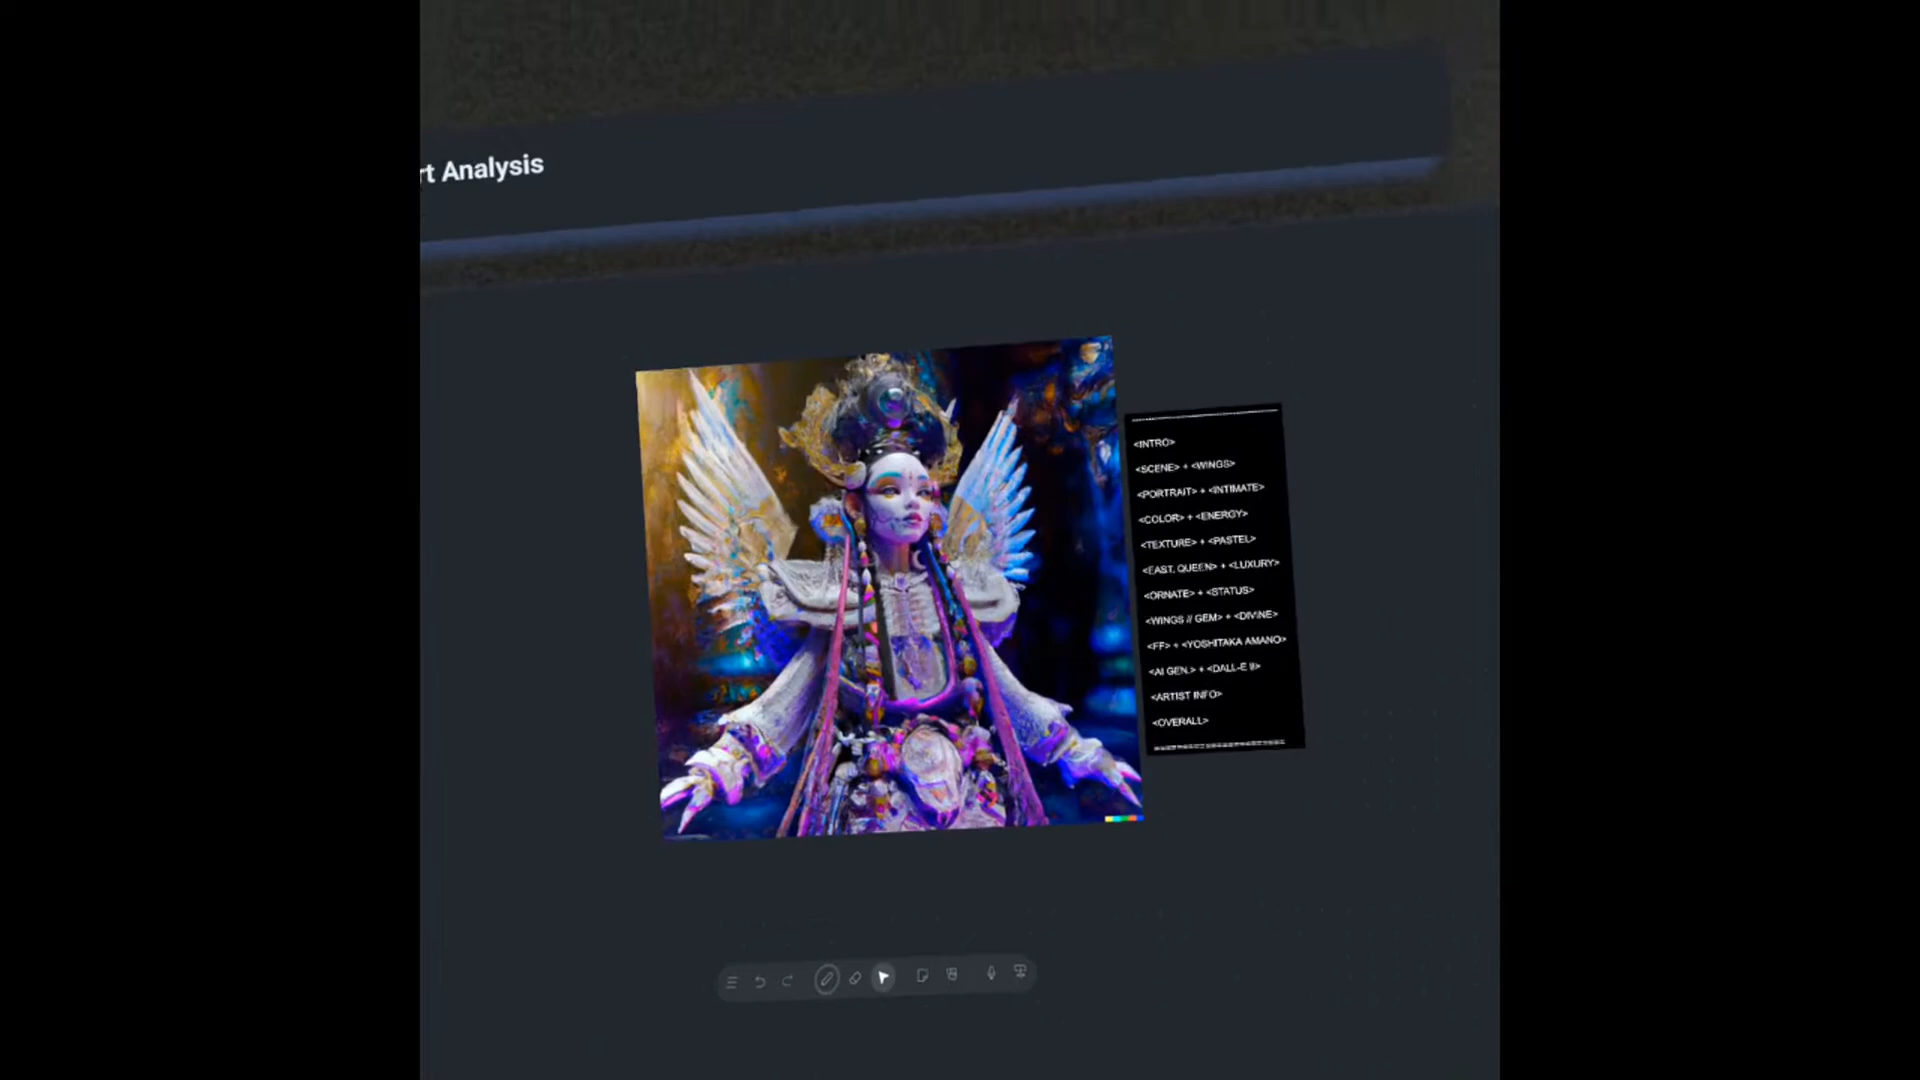 rt Analysis
<INTRO>
<SCENE> + <WINGS>
<PORTRAIT> + <INTIMATE>
<COLOR> + <ENERGY>
<TEXTURE> + <PASTEL>
<EAST. QUEEN> + <LUXURY>
<ORNATE> + <STATUS>
<WINGS // GEM> + <DIVINE>
<FF> + <YOSHITAKA AMANO>
<AI GEN.> + <DALL-E II>
<ARTIST INFO>
<OVERALL>